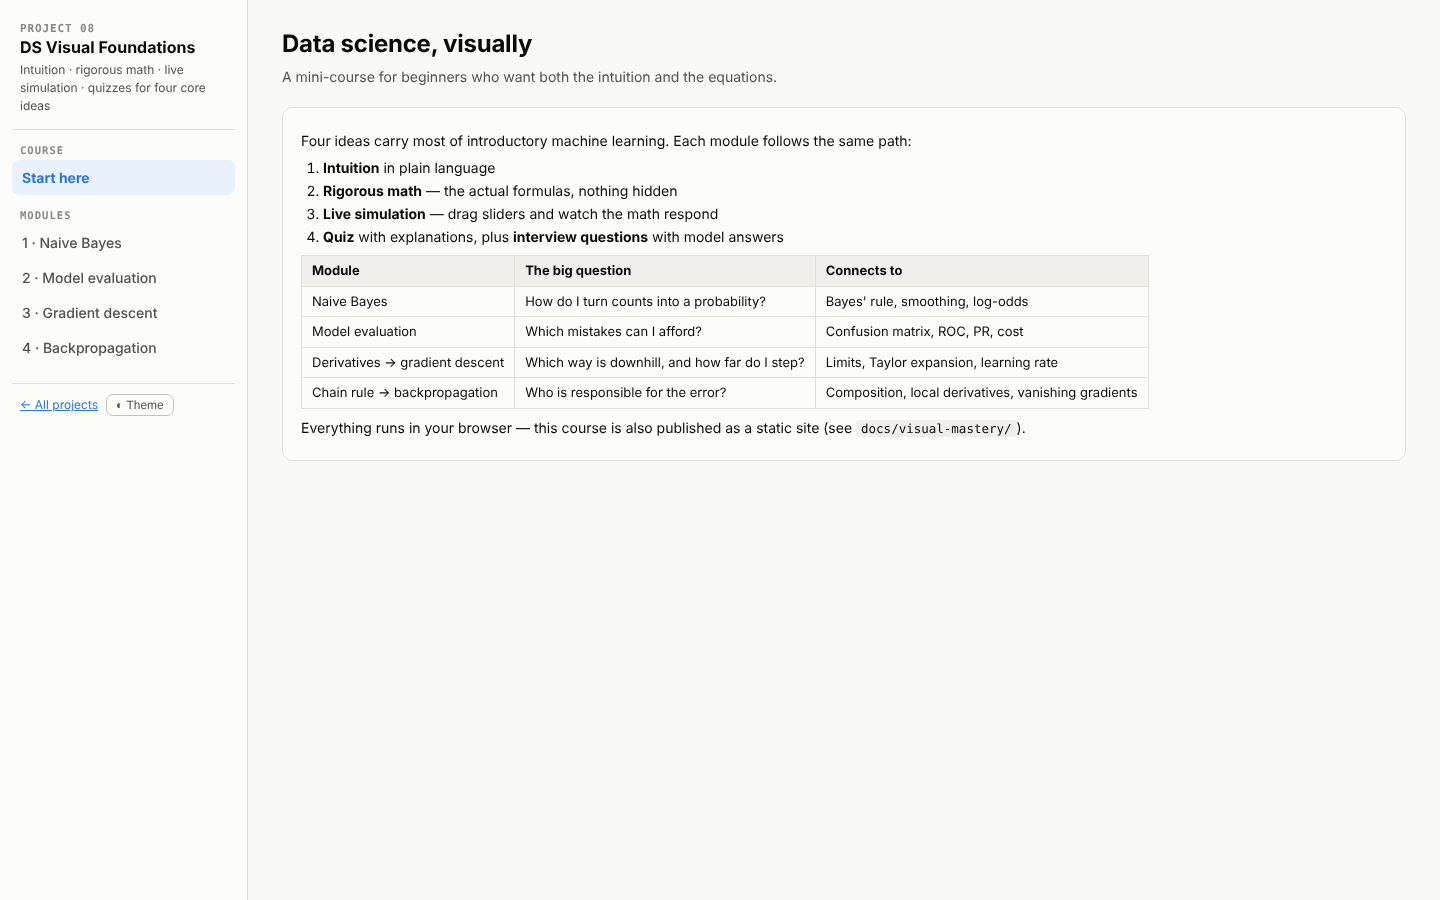 PROJECT 08
DS Visual Foundations
Intuition · rigorous math · live
simulation · quizzes for four core
ideas
COURSE
Start here
MODULES
1 · Naive Bayes
2 · Model evaluation
3 · Gradient descent
4 · Backpropagation
← All projects
Theme
Data science, visually
A mini-course for beginners who want both the intuition and the equations.
Four ideas carry most of introductory machine learning. Each module follows the same path:
1. Intuition in plain language
2. Rigorous math — the actual formulas, nothing hidden
3. Live simulation — drag sliders and watch the math respond
4. Quiz with explanations, plus interview questions with model answers
Module The big question Connects to
Naive Bayes How do I turn counts into a probability? Bayes' rule, smoothing, log-odds
Model evaluation Which mistakes can I afford? Confusion matrix, ROC, PR, cost
Derivatives → gradient descent Which way is downhill, and how far do I step? Limits, Taylor expansion, learning rate
Chain rule → backpropagation Who is responsible for the error? Composition, local derivatives, vanishing gradients
Everything runs in your browser — this course is also published as a static site (see docs/visual-mastery/ ).